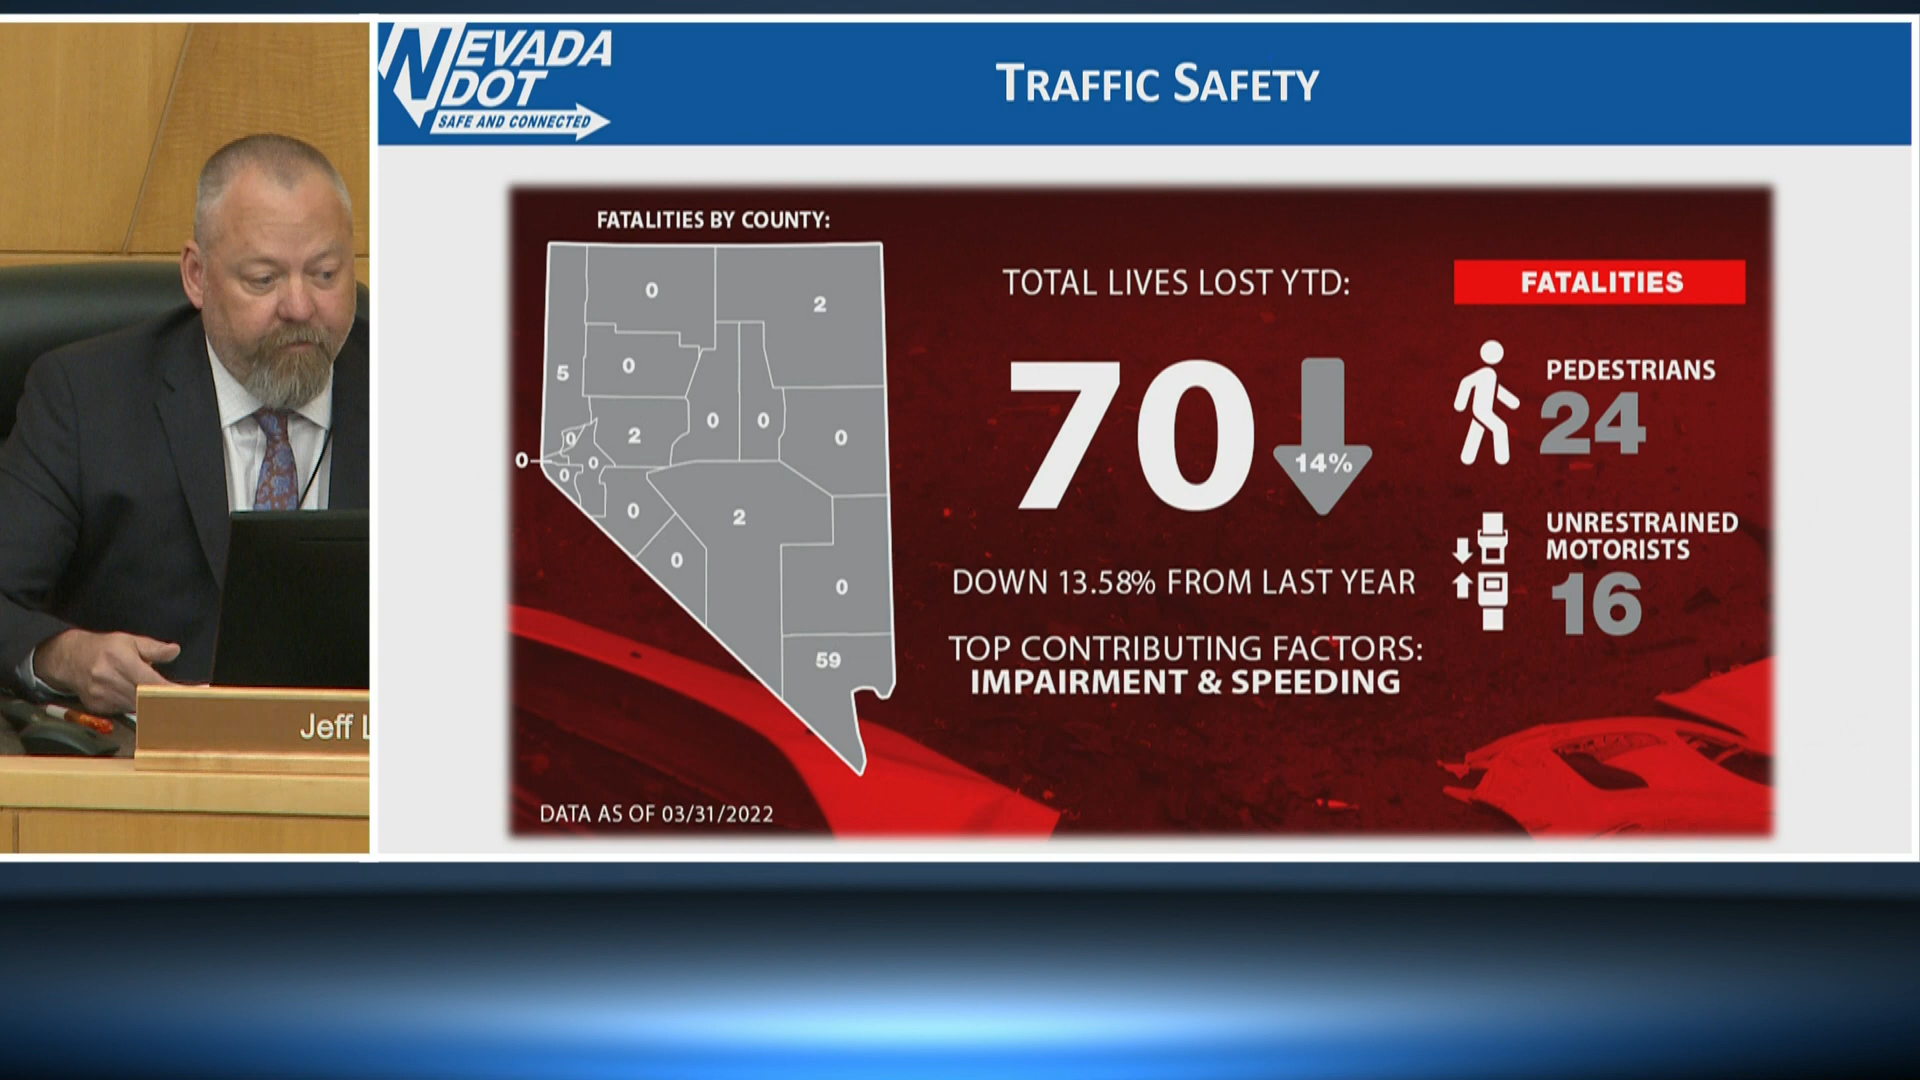 NEVADA
DOT
SAFE AND CONNECTED
TRAFFIC SAFETY
FATALITIES BY COUNTY:
0
2
5
0
0
0
0
2
0
0
0
0
0
0
2
0
0
59
DATA AS OF 03/31/2022
TOTAL LIVES LOST YTD:
70
14%
DOWN 13.58% FROM LAST YEAR
TOP CONTRIBUTING FACTORS:
IMPAIRMENT & SPEEDING
FATALITIES
PEDESTRIANS
24
UNRESTRAINED
MOTORISTS
16
Jeff L